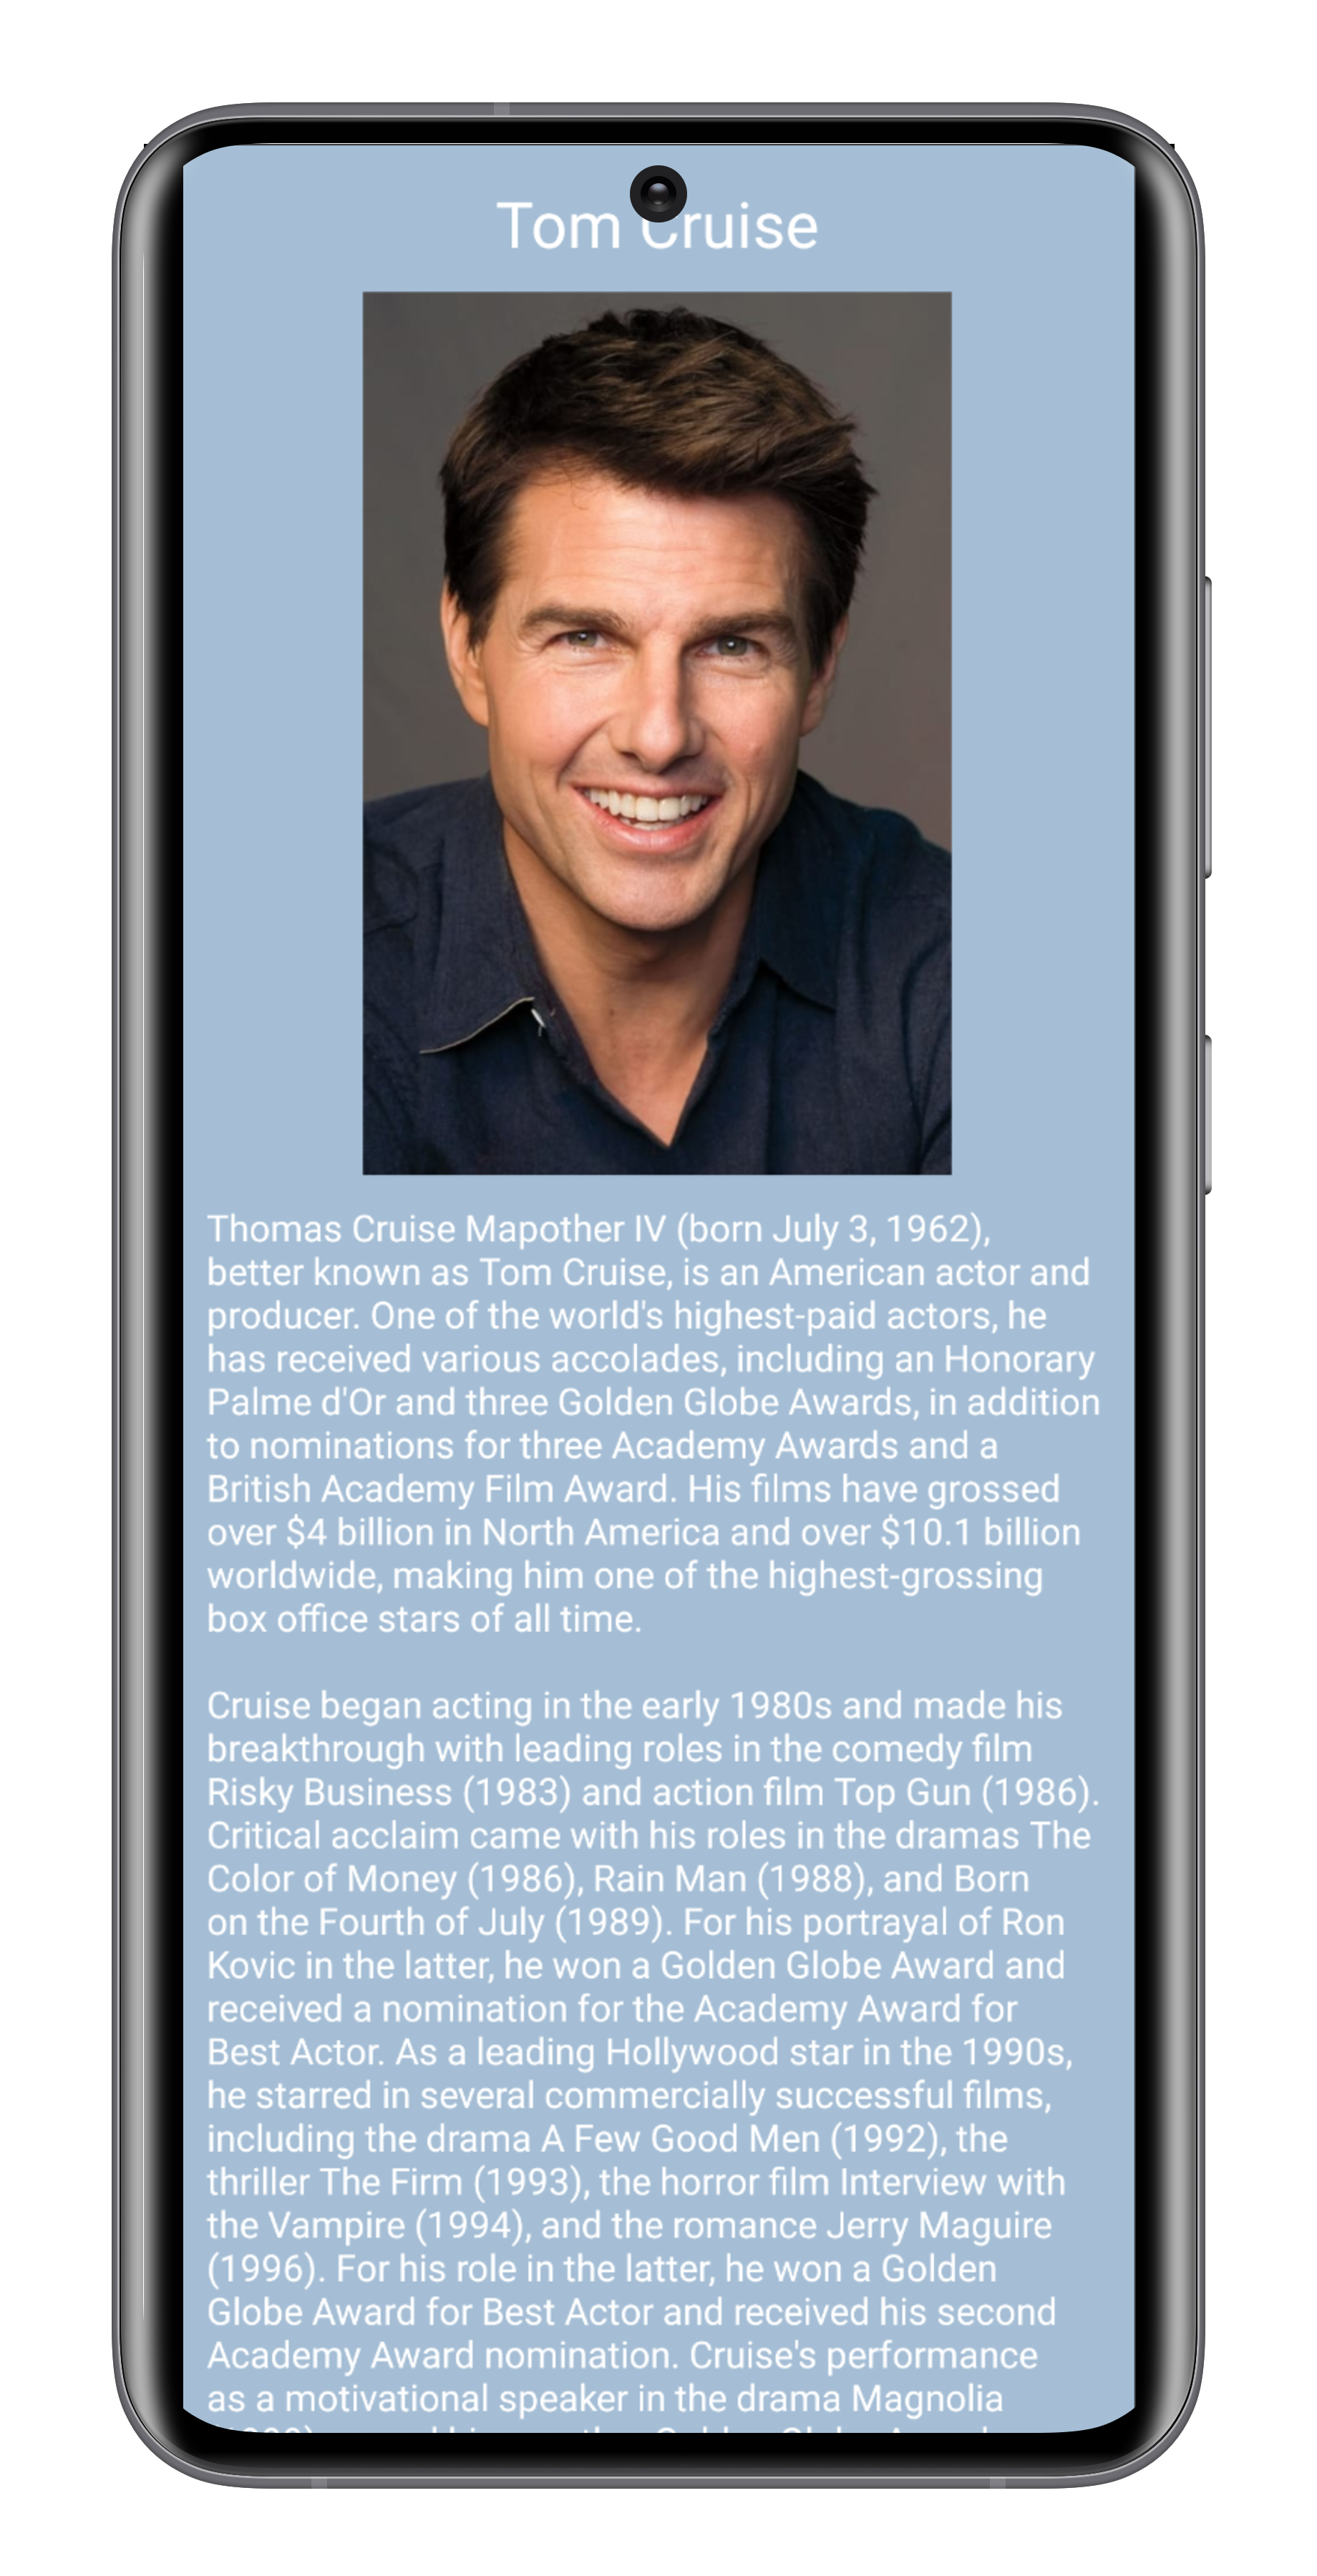 Tom Cruise
Thomas Cruise Mapother IV (born July 3, 1962),
better known as Tom Cruise, is an American actor and
producer. One of the world's highest-paid actors, he
has received various accolades, including an Honorary
Palme d'Or and three Golden Globe Awards, in addition
to nominations for three Academy Awards and a
British Academy Film Award. His films have grossed
over $4 billion in North America and over $10.1 billion
worldwide, making him one of the highest-grossing
box office stars of all time.
Cruise began acting in the early 1980s and made his
breakthrough with leading roles in the comedy film
Risky Business (1983) and action film Top Gun (1986).
Critical acclaim came with his roles in the dramas The
Color of Money (1986), Rain Man (1988), and Born
on the Fourth of July (1989). For his portrayal of Ron
Kovic in the latter, he won a Golden Globe Award and
received a nomination for the Academy Award for
Best Actor. As a leading Hollywood star in the 1990s,
he starred in several commercially successful films,
including the drama A Few Good Men (1992), the
thriller The Firm (1993), the horror film Interview with
the Vampire (1994), and the romance Jerry Maguire
(1996). For his role in the latter, he won a Golden
Globe Award for Best Actor and received his second
Academy Award nomination. Cruise's performance
as a motivational speaker in the drama Magnolia